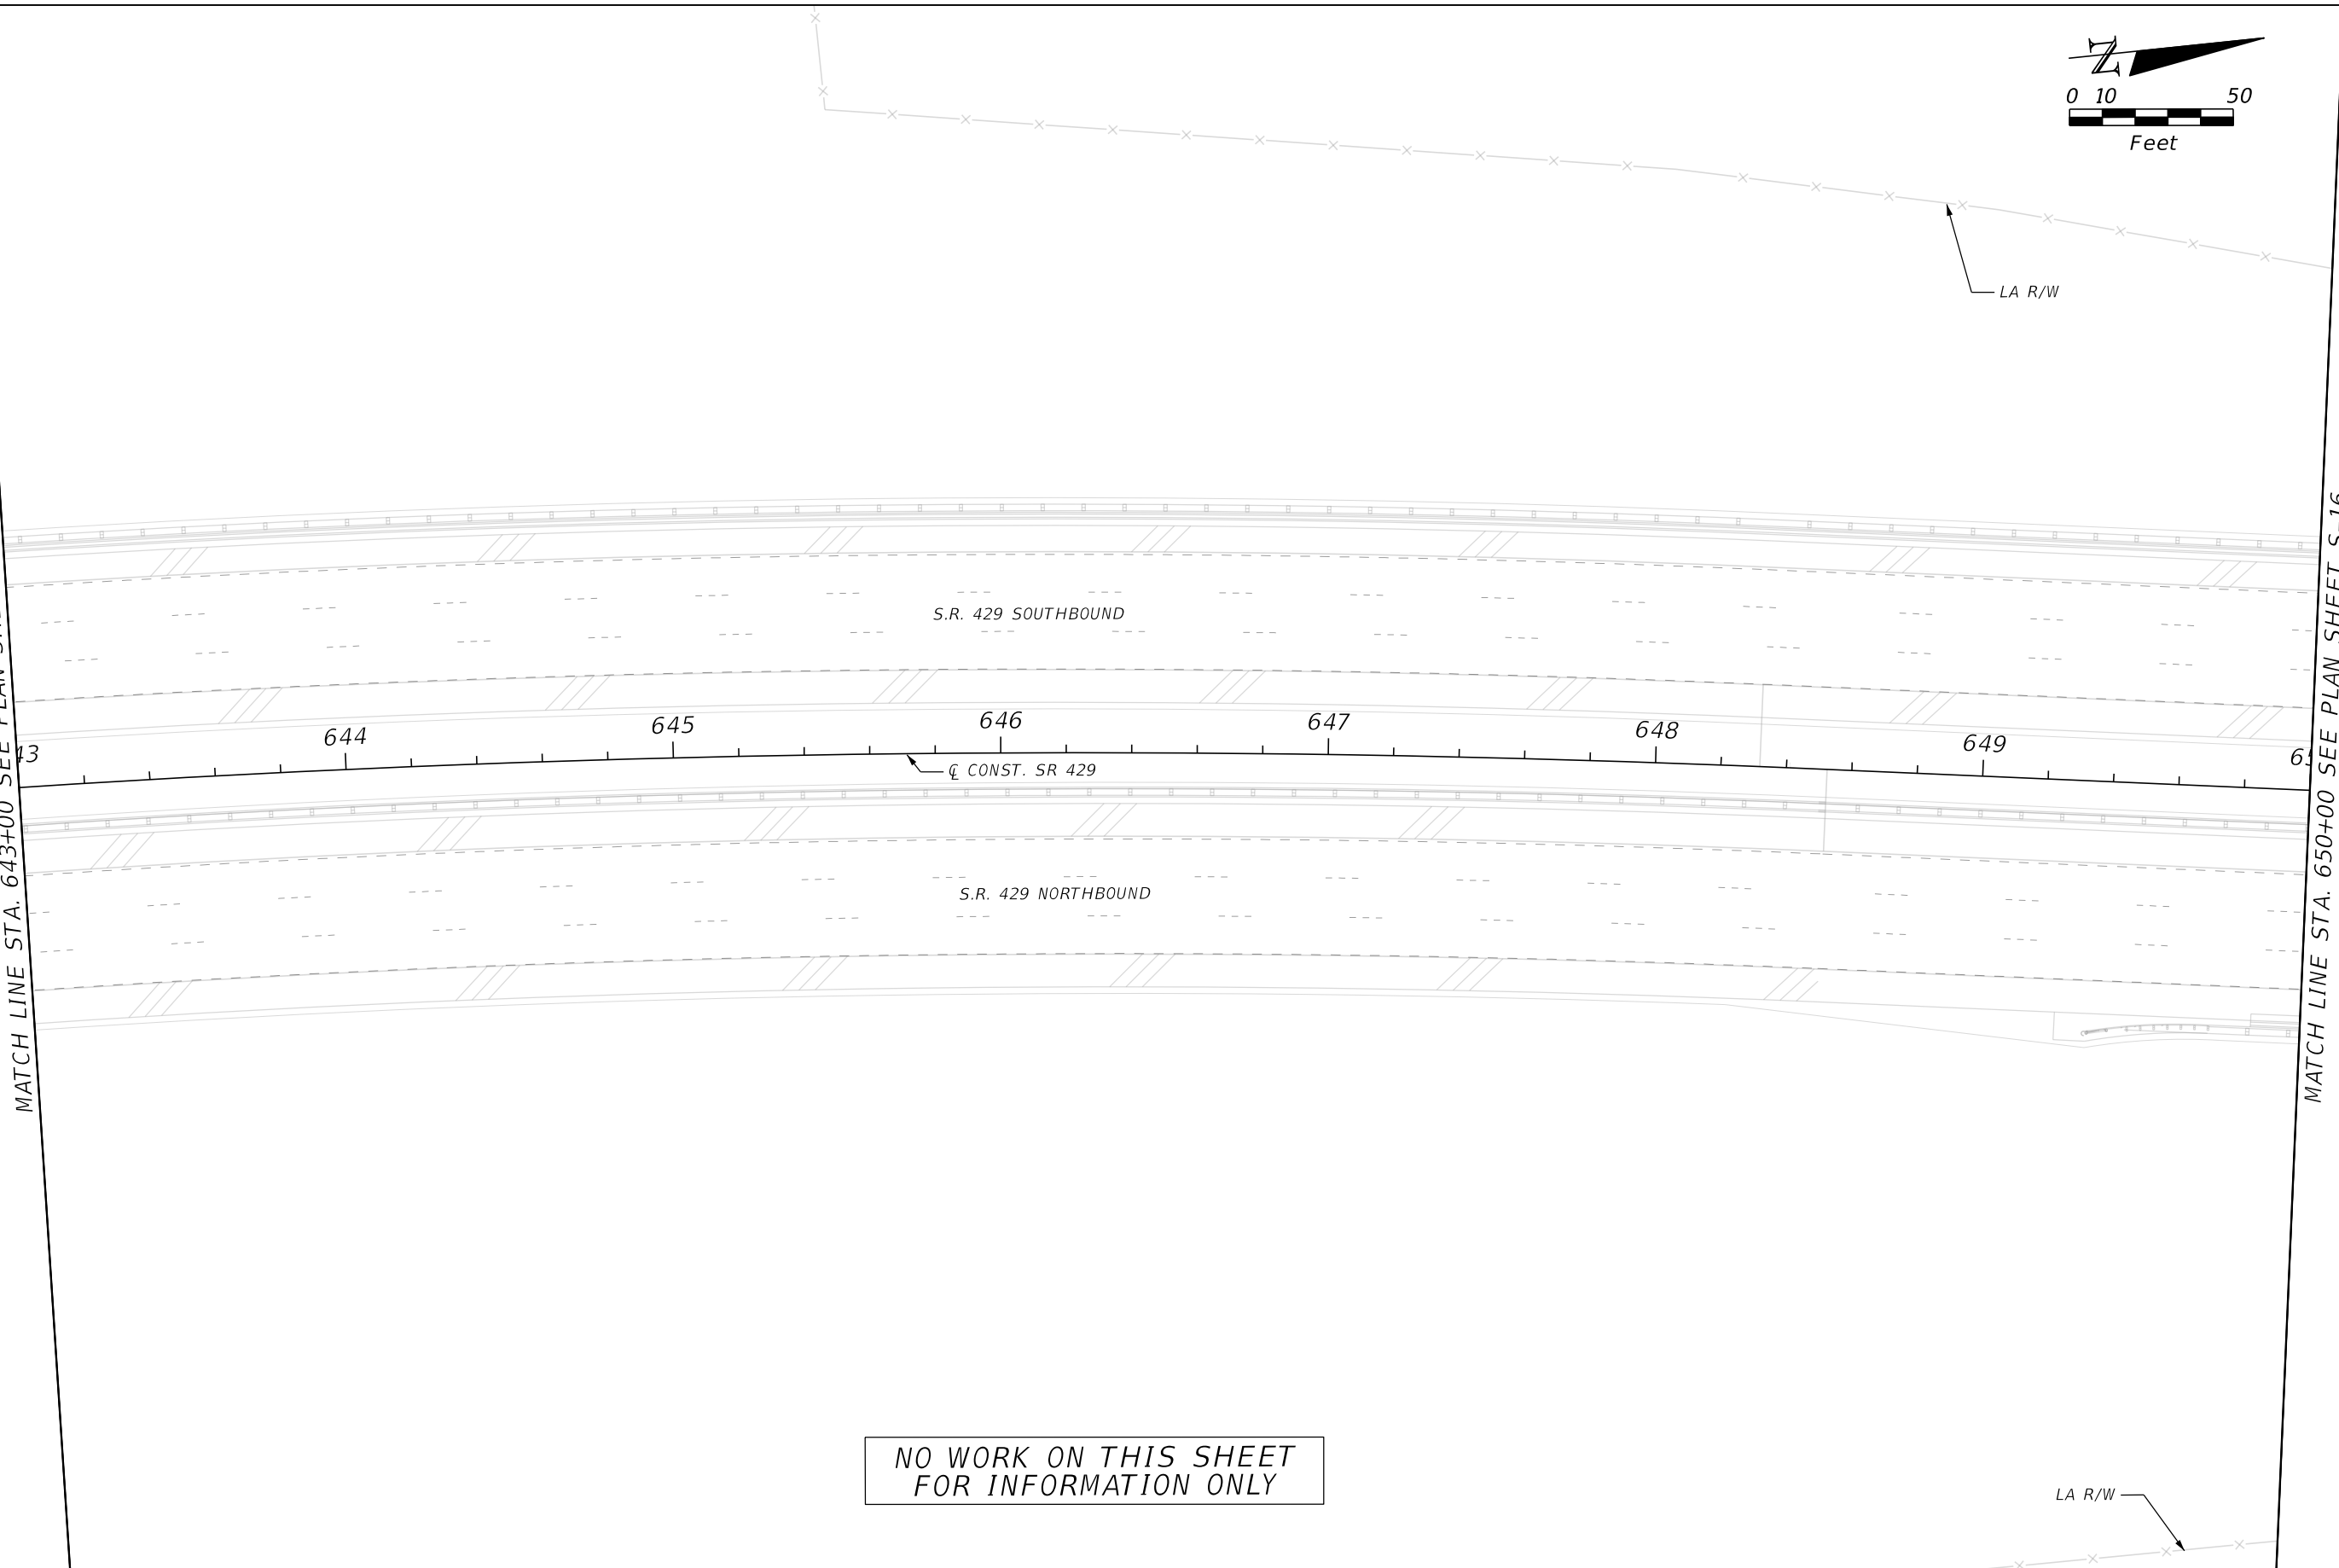 N
0 10 50
Feet
LA R/W
S.R. 429 SOUTHBOUND
644 645 646 647 648 649
℄ CONST. SR 429
S.R. 429 NORTHBOUND
MATCH LINE STA. 643+00 SEE PLAN
MATCH LINE STA. 650+00 SEE PLAN SHEET S-16
NO WORK ON THIS SHEET
FOR INFORMATION ONLY
LA R/W